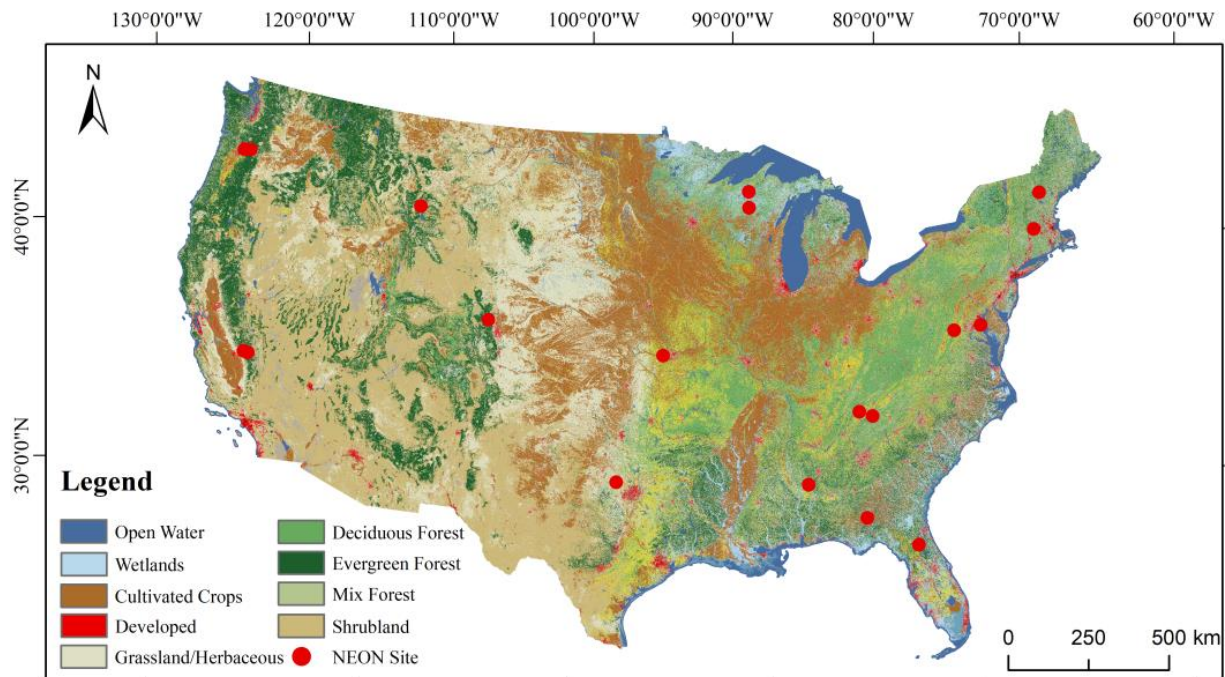 130°0'0"W 120°0'0"W 110°0'0"W 100°0'0"W 90°0'0"W 80°0'0"W 70°0'0"W 60°0'0"W
N
40°0'0"N
30°0'0"N
Legend
Open Water
Wetlands
Cultivated Crops
Developed
Grassland/Herbaceous
Deciduous Forest
Evergreen Forest
Mix Forest
Shrubland
NEON Site
0 250 500 km